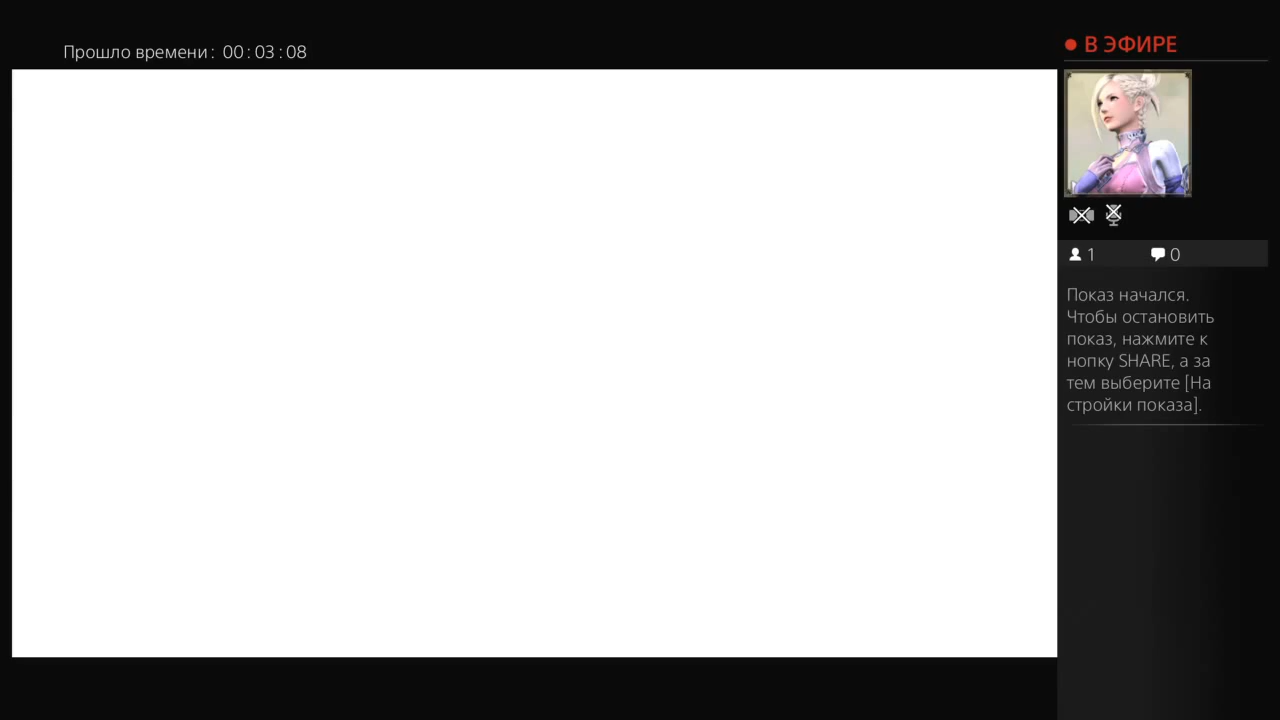 Прошло времени: 00:03:08
В ЭФИРЕ
1 0
Показ начался.
Чтобы остановить
показ, нажмите к
нопку SHARE, а за
тем выберите [На
стройки показа].